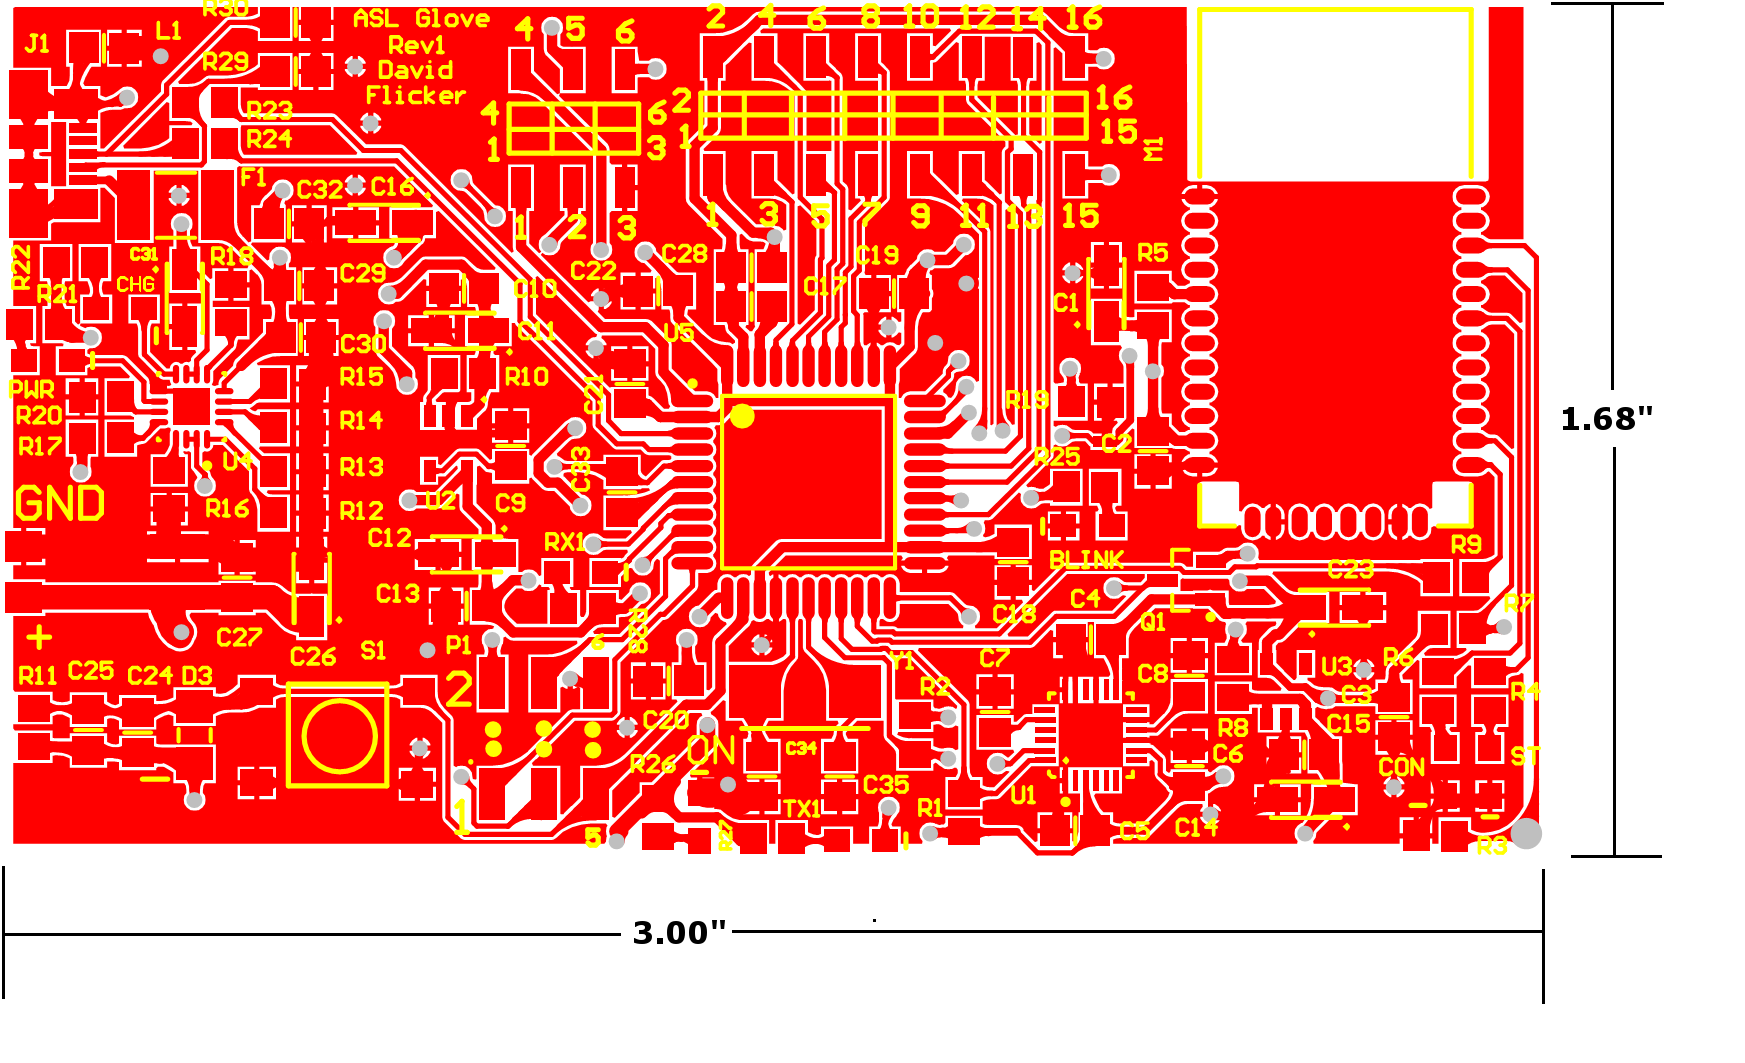 R30
ASL Glove
Rev1
David
Flicker
J1
L1
R29
4 5 6
2 4 6 8 10 12 14 16
R23
R24
4 6
1 3
2 16
1 15
M1
F1
C32
C16
1 2 3
1 3 5 7 9 11 13 15
R22
C31
R18
C29
C22
C28
C19
R5
R21
CHG
C10
C17
C1
C30
C11
U5
PWR
R15
R10
R20
R14
C21
R19
R17
U4
R13
C33
C2
R25
GND
R16
R12
U2
C9
C12
RX1
BLINK
R9
C13
C23
C4
C18
R7
+
C27
C26
S1
P1
6
R28
Q1
Y1
C7
U3
R6
R11
C25
C24
D3
2
C8
R2
C3
R4
C20
R8
C15
ON
R26
C34
C6
CON
ST
1
5
R27
TX1
C35
R1
U1
C5
C14
R3
1.68"
3.00"